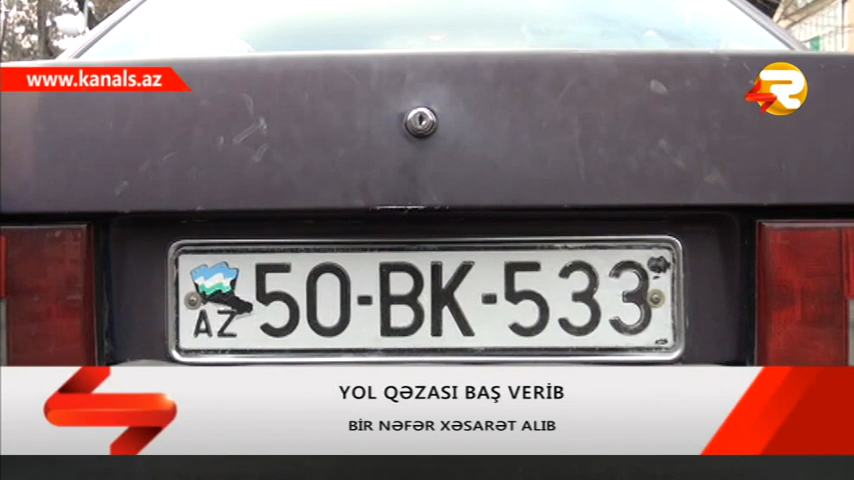 www.kanals.az
AZ 50-BK-533
YOL QƏZASI BAŞ VERİB
BİR NƏFƏR XƏSARƏT ALIB